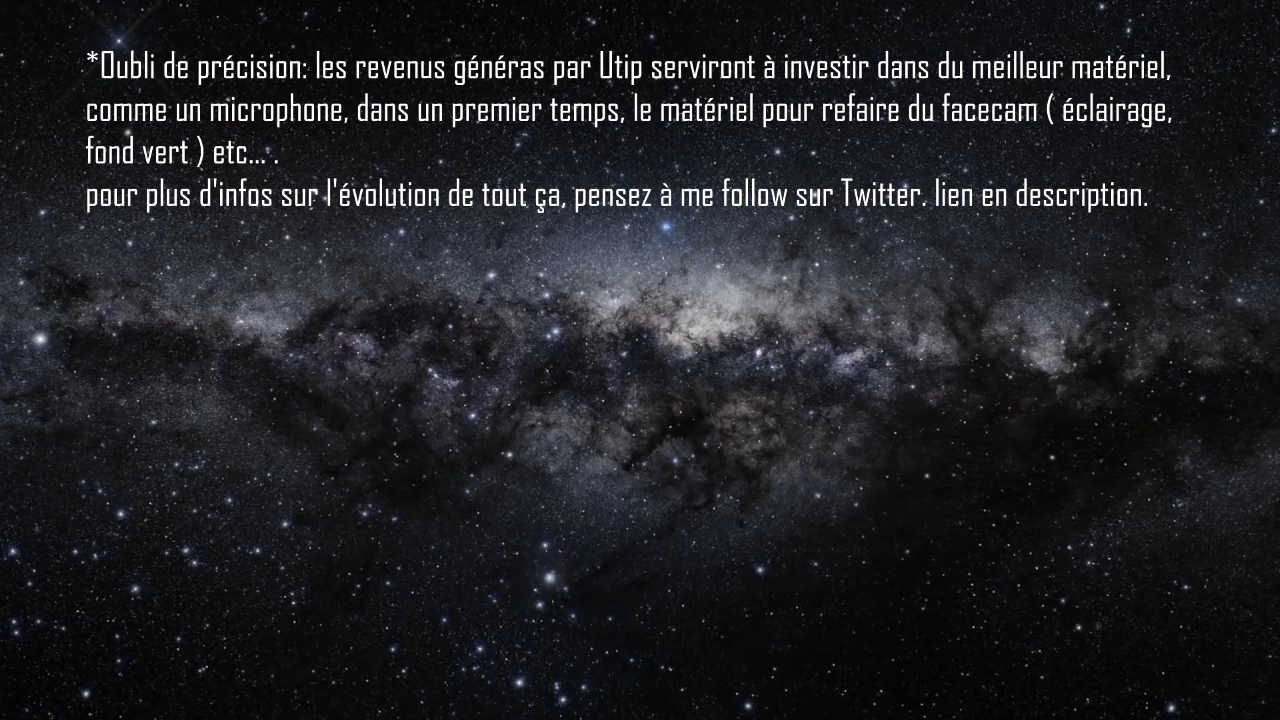 *Oubli de précision: les revenus généras par Utip serviront à investir dans du meilleur matériel,
comme un microphone, dans un premier temps, le matériel pour refaire du facecam ( éclairage,
fond vert ) etc... .
pour plus d'infos sur l'évolution de tout ça, pensez à me follow sur Twitter. lien en description.